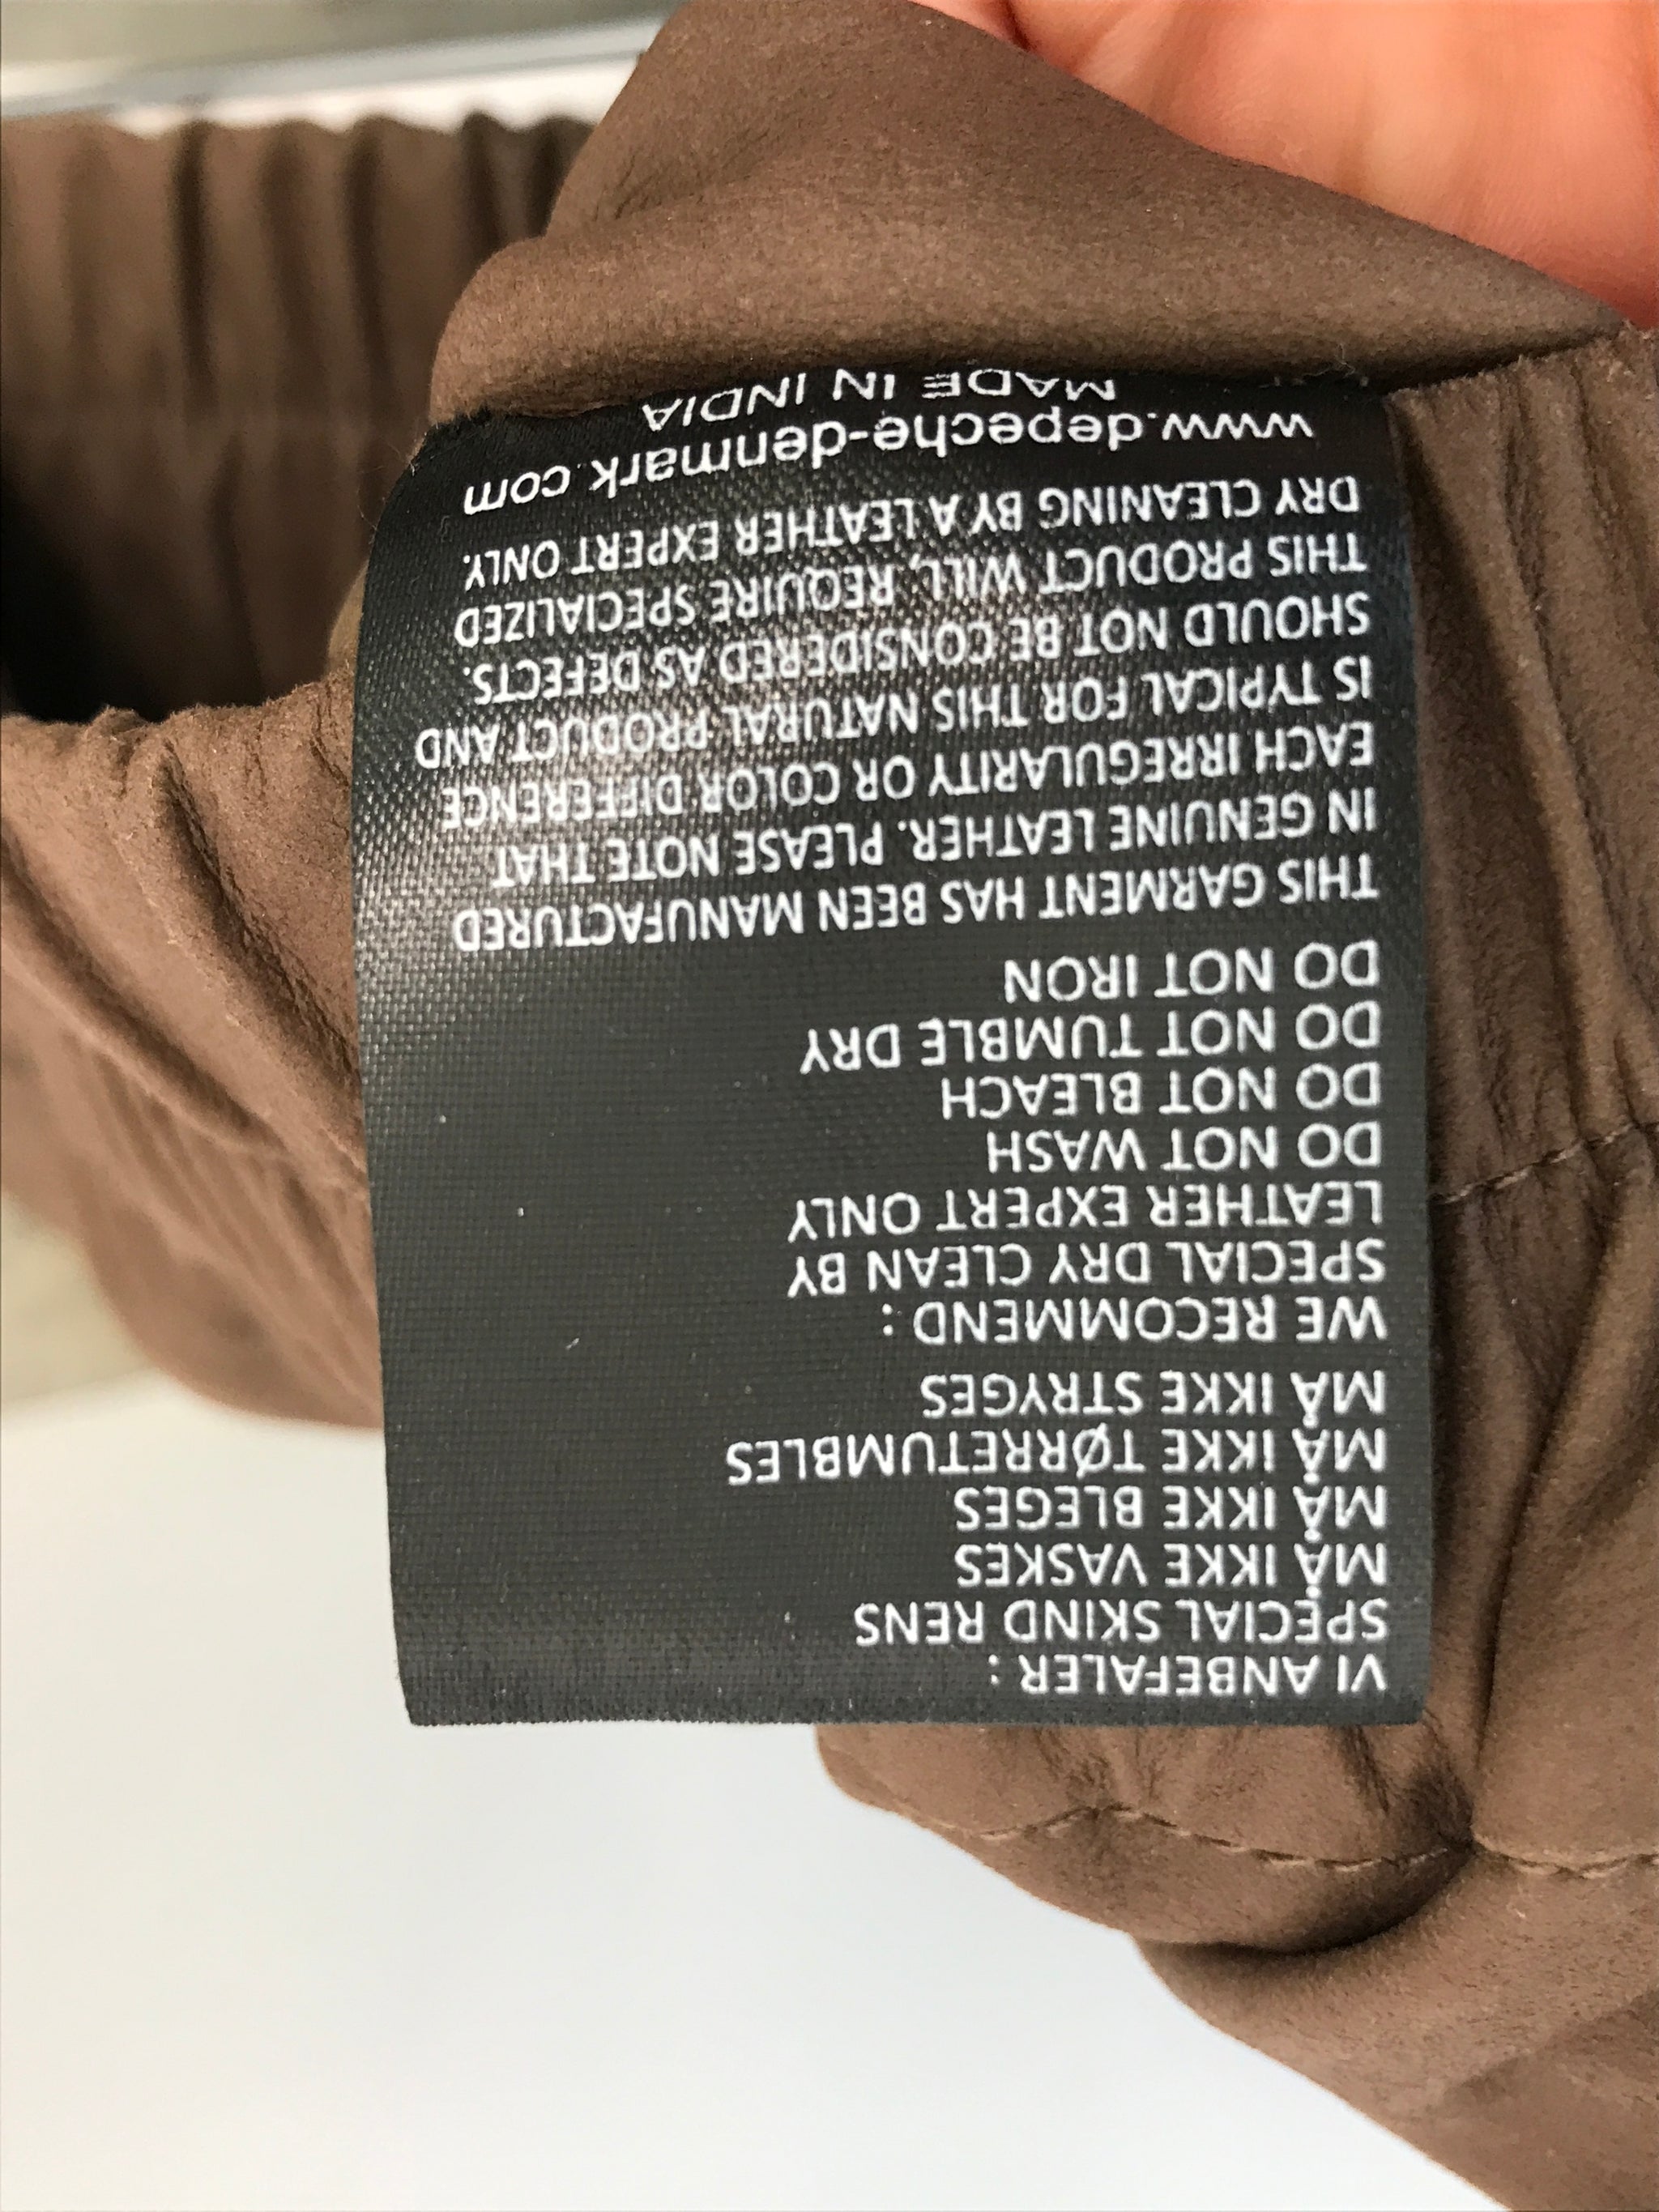 VI ANBEFALER :
SPECIAL SKIND RENS
MÅ IKKE VASKES
MÅ IKKE BLEGES
MÅ IKKE TØRRETUMBLES
MÅ IKKE STRYGES
WE RECOMMEND :
SPECIAL DRY CLEAN BY
LEATHER EXPERT ONLY
DO NOT WASH
DO NOT BLEACH
DO NOT TUMBLE DRY
DO NOT IRON
THIS GARMENT HAS BEEN MANUFACTURED
IN GENUINE LEATHER. PLEASE NOTE THAT
EACH IRREGULARITY OR COLOR DIFFERENCE
IS TYPICAL FOR THIS NATURAL PRODUCT AND
SHOULD NOT BE CONSIDERED AS DEFECTS.
THIS PRODUCT WILL, REQUIRE SPECIALIZED
DRY CLEANING BY A LEATHER EXPERT ONLY.
www.depeche-denmark.com
MADE IN INDIA